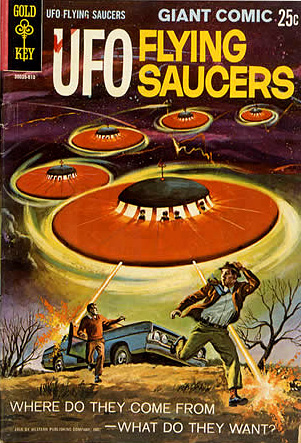 GOLD
KEY
UFO FLYING SAUCERS
GIANT COMIC 25¢
UFO FLYING
SAUCERS
WHERE DO THEY COME FROM
—WHAT DO THEY WANT?